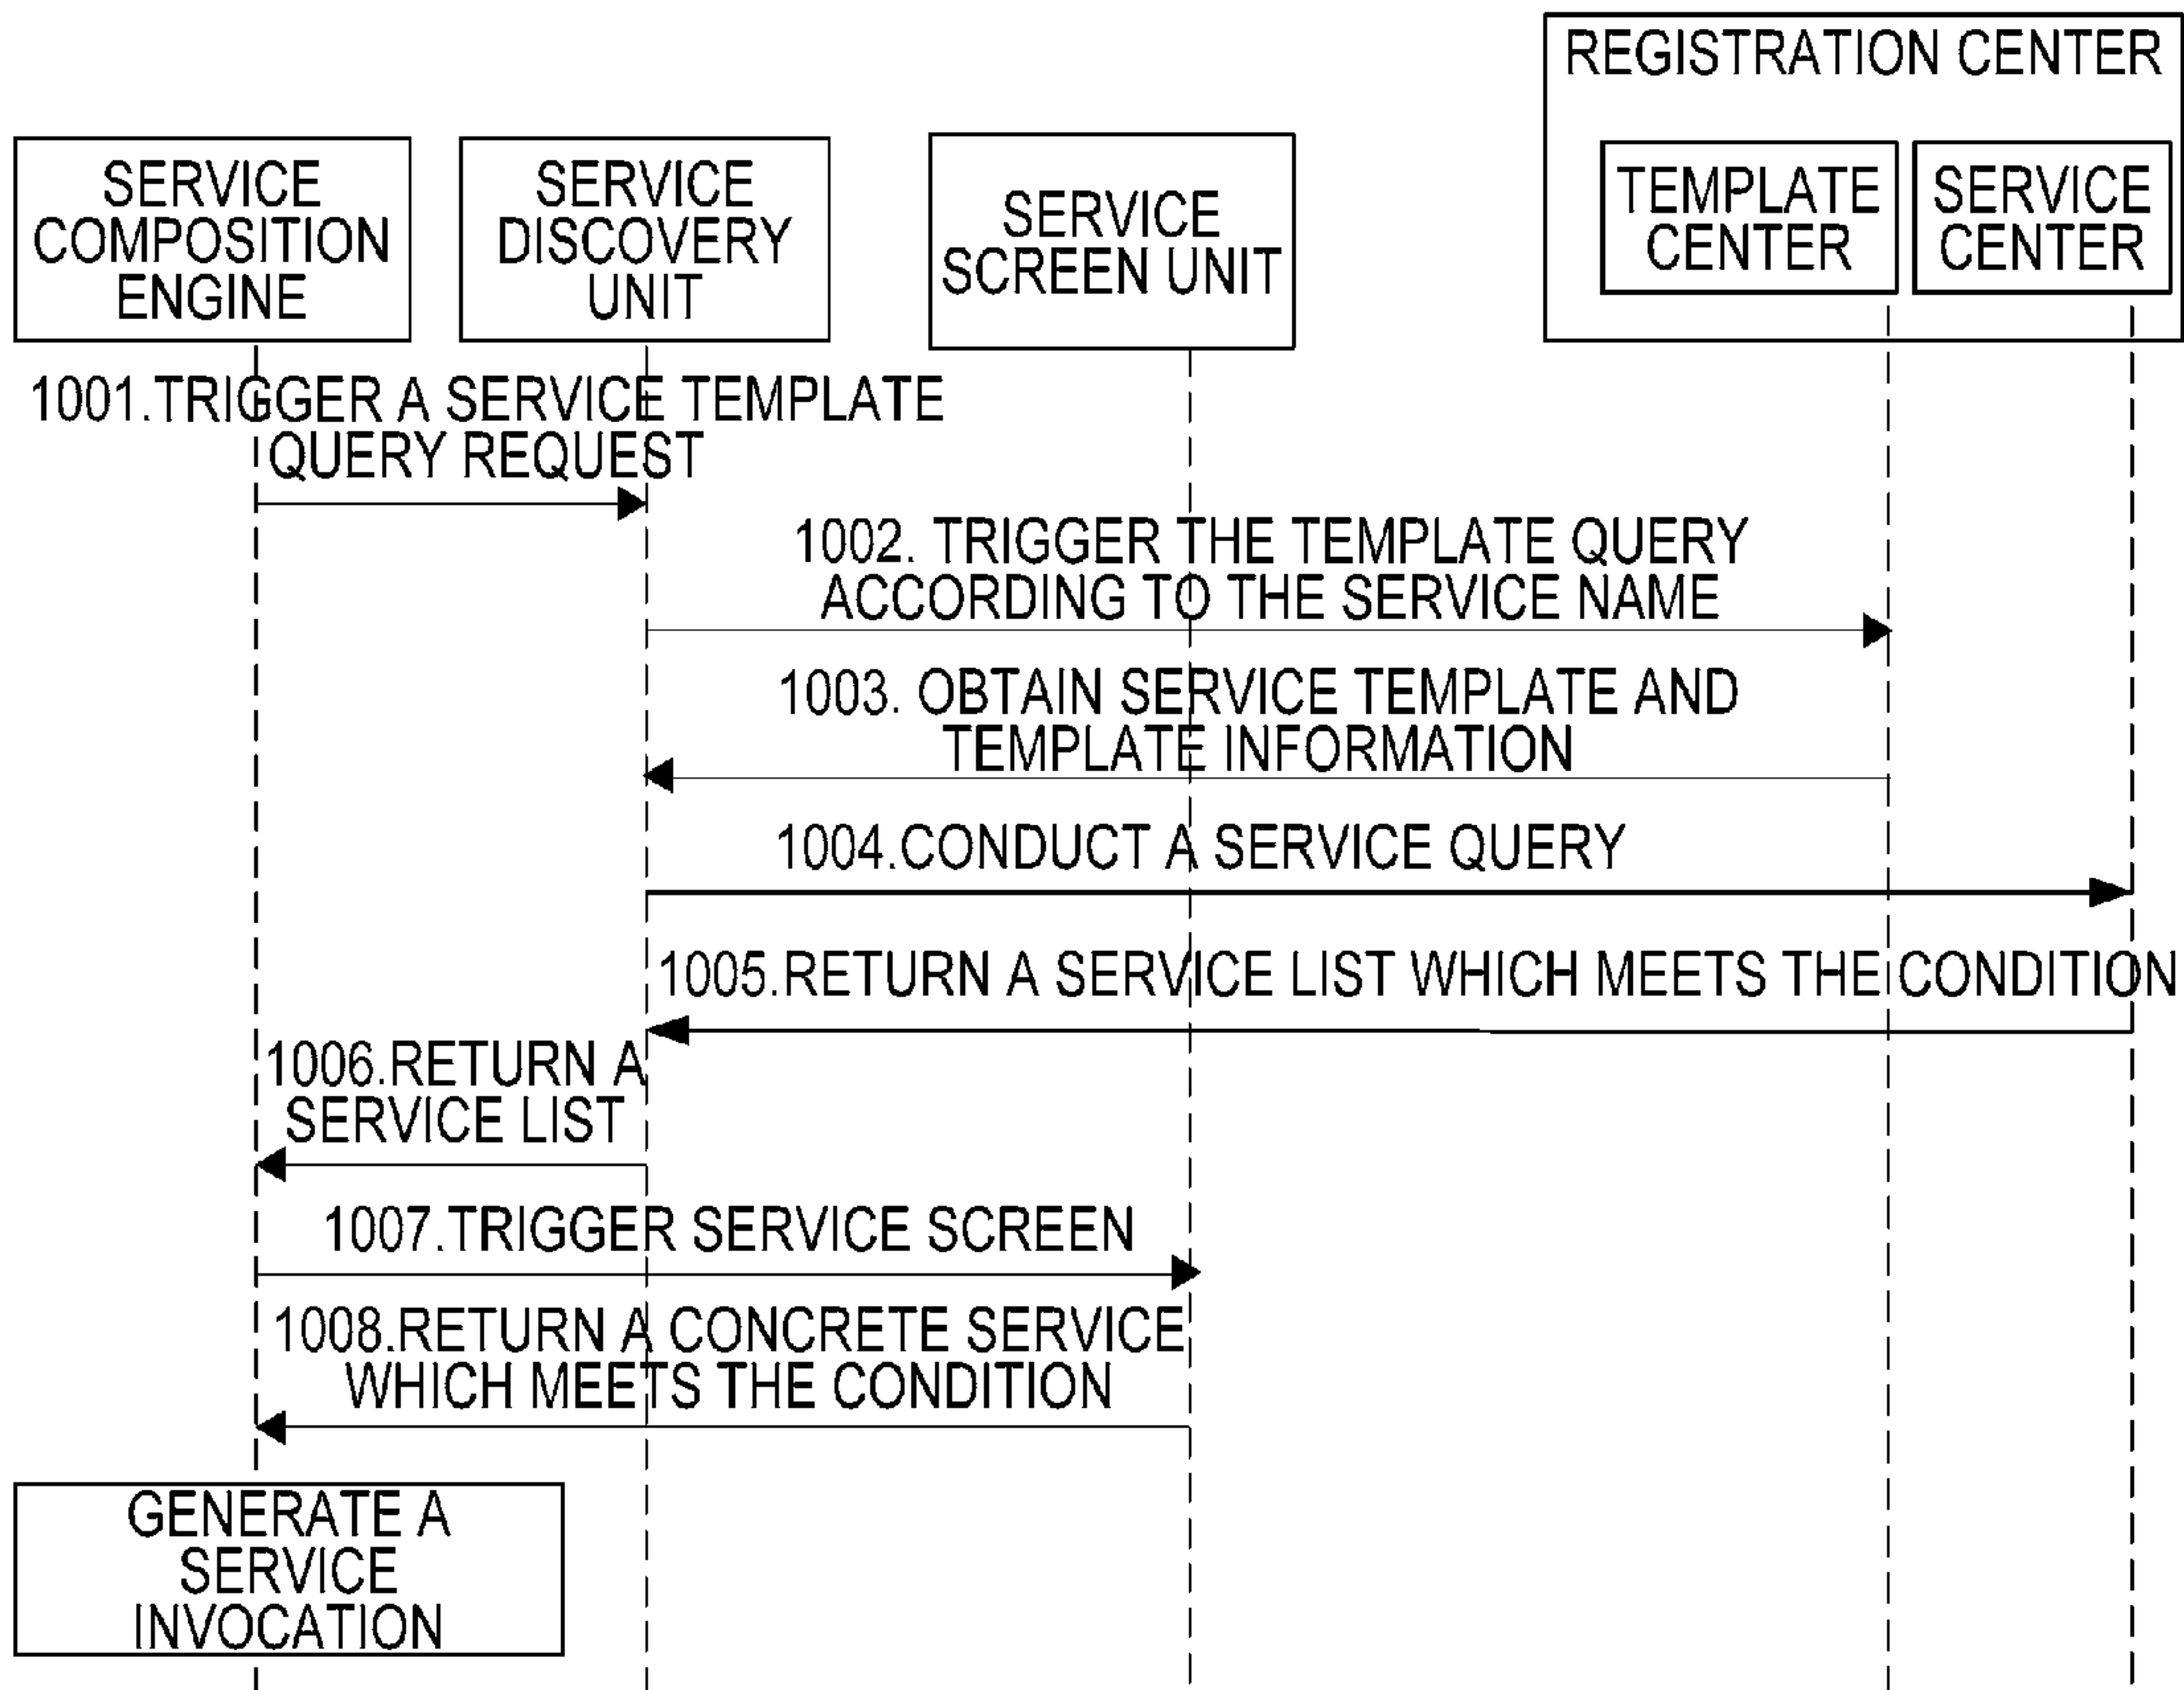 REGISTRATION CENTER
SERVICE
COMPOSITION
ENGINE
SERVICE
DISCOVERY
UNIT
SERVICE
SCREEN UNIT
TEMPLATE
CENTER
SERVICE
CENTER
1001.TRIGGER A SERVICE TEMPLATE
QUERY REQUEST
1002. TRIGGER THE TEMPLATE QUERY
ACCORDING TO THE SERVICE NAME
1003. OBTAIN SERVICE TEMPLATE AND
TEMPLATE INFORMATION
1004.CONDUCT A SERVICE QUERY
1005.RETURN A SERVICE LIST WHICH MEETS THE CONDITION
1006.RETURN A
SERVICE LIST
1007.TRIGGER SERVICE SCREEN
1008.RETURN A CONCRETE SERVICE
WHICH MEETS THE CONDITION
GENERATE A
SERVICE
INVOCATION